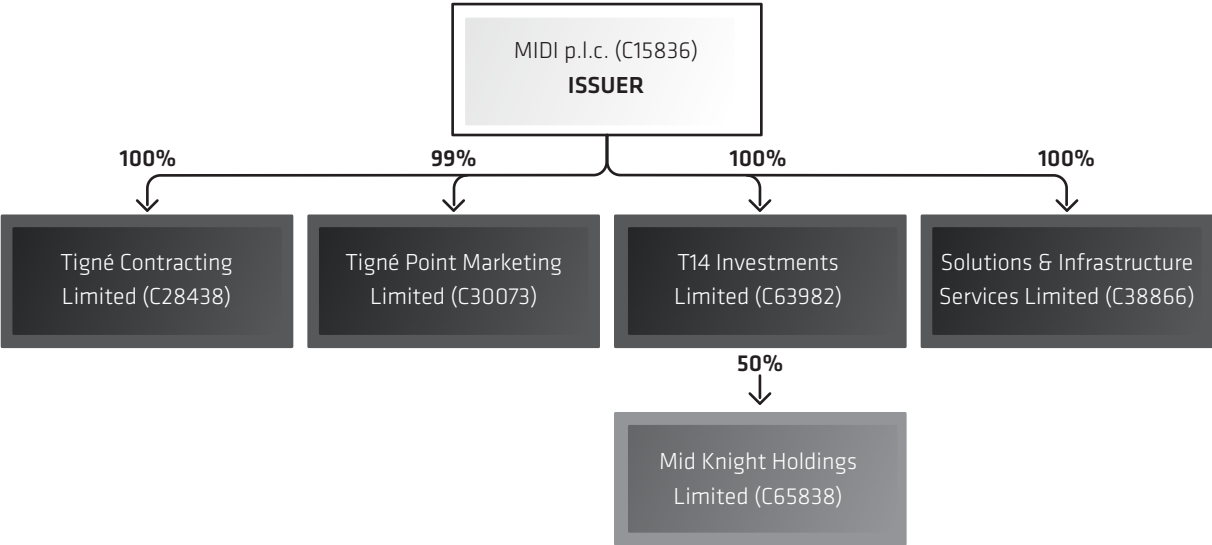 MIDI p.l.c. (C15836)
ISSUER
100%
99%
100%
100%
Tigné Contracting
Limited (C28438)
Tigné Point Marketing
Limited (C30073)
T14 Investments
Limited (C63982)
Solutions & Infrastructure
Services Limited (C38866)
50%
Mid Knight Holdings
Limited (C65838)